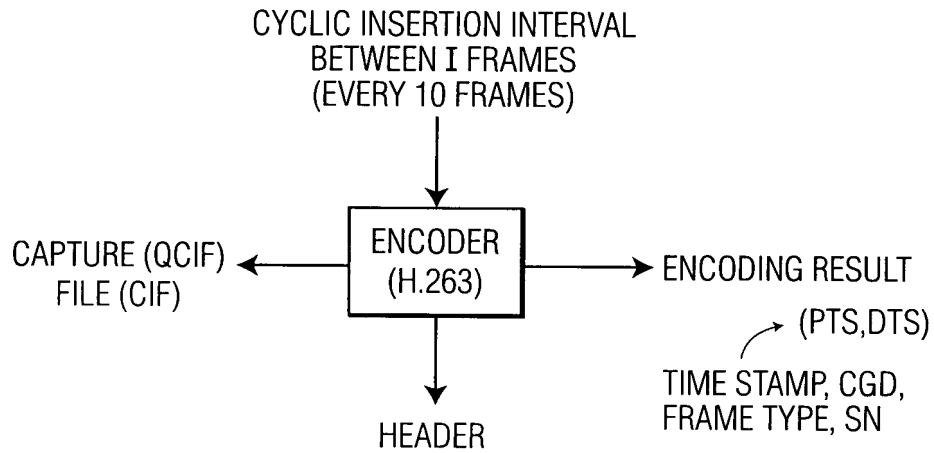 CYCLIC INSERTION INTERVAL
BETWEEN I FRAMES
(EVERY 10 FRAMES)
CAPTURE (QCIF)
FILE (CIF)
ENCODER
(H.263)
ENCODING RESULT
(PTS,DTS)
TIME STAMP, CGD,
FRAME TYPE, SN
HEADER